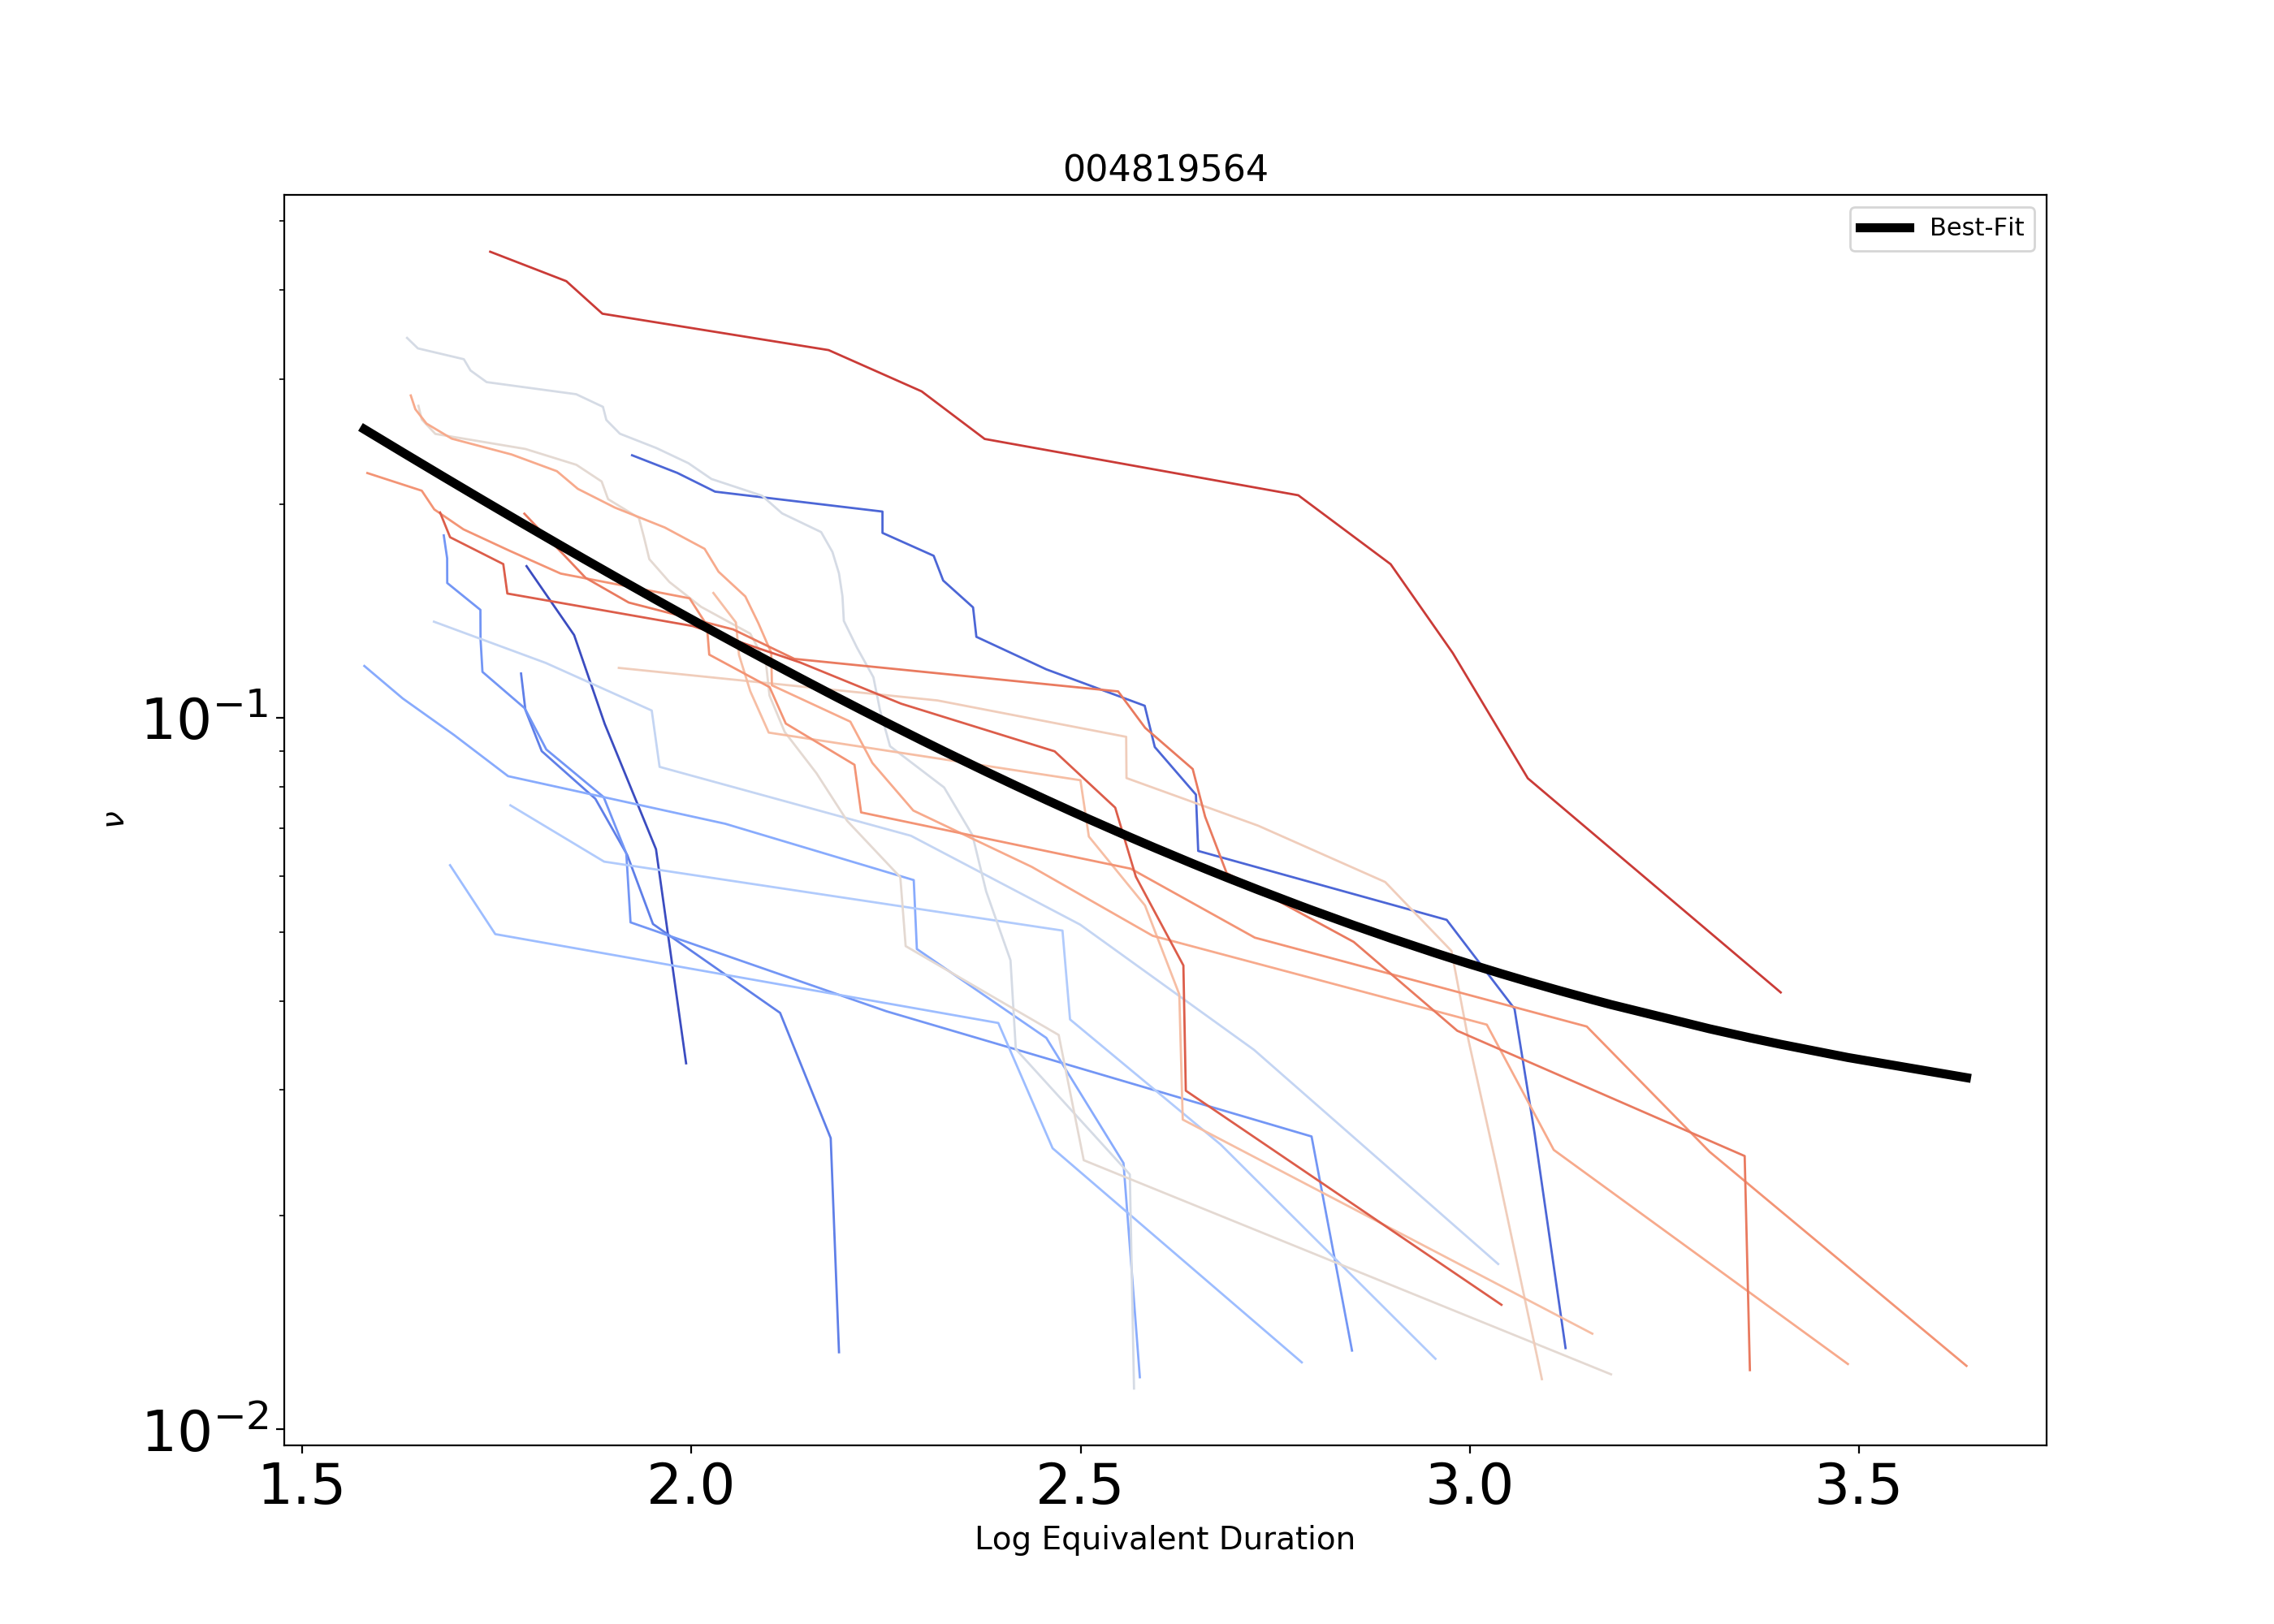 004819564
Best-Fit
10⁻¹
ν
10⁻²
1.5 2.0 2.5 3.0 3.5
Log Equivalent Duration